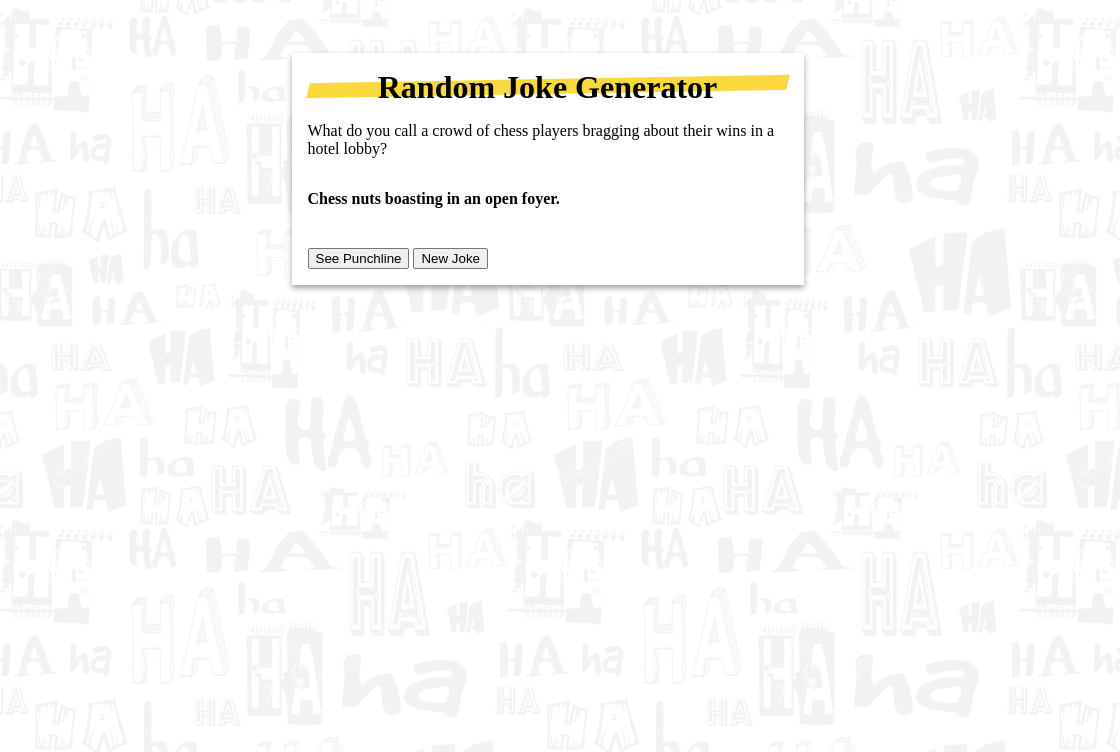 Random Joke Generator
What do you call a crowd of chess players bragging about their wins in a
hotel lobby?
Chess nuts boasting in an open foyer.
See Punchline New Joke